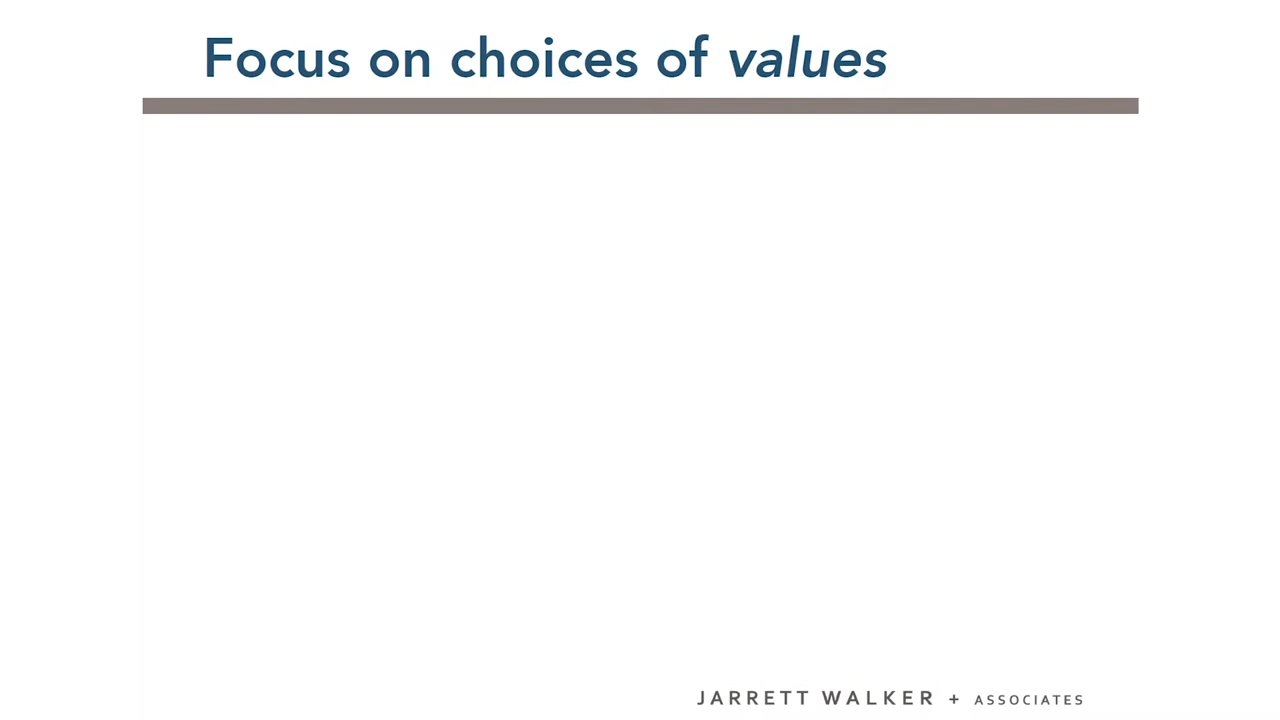 Focus on choices of values
JARRETT WALKER + ASSOCIATES